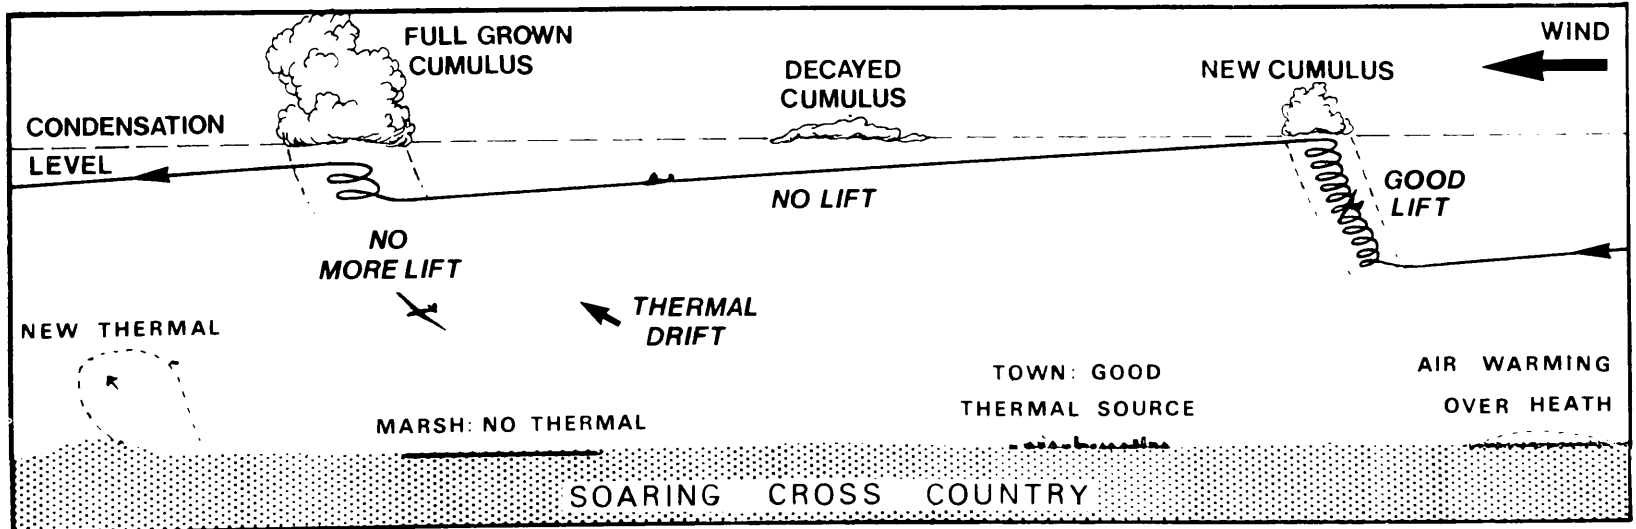 FULL GROWN
CUMULUS
DECAYED
CUMULUS
NEW CUMULUS
WIND
CONDENSATION
LEVEL
NO LIFT
GOOD
LIFT
NO
MORE LIFT
THERMAL
DRIFT
NEW THERMAL
MARSH: NO THERMAL
TOWN: GOOD
THERMAL SOURCE
AIR WARMING
OVER HEATH
SOARING CROSS COUNTRY